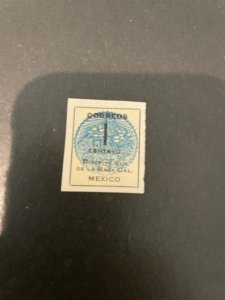 CORREOS
1
CENTAVO
DISTRITO SUR
DE LA BAJA CAL.
MEXICO